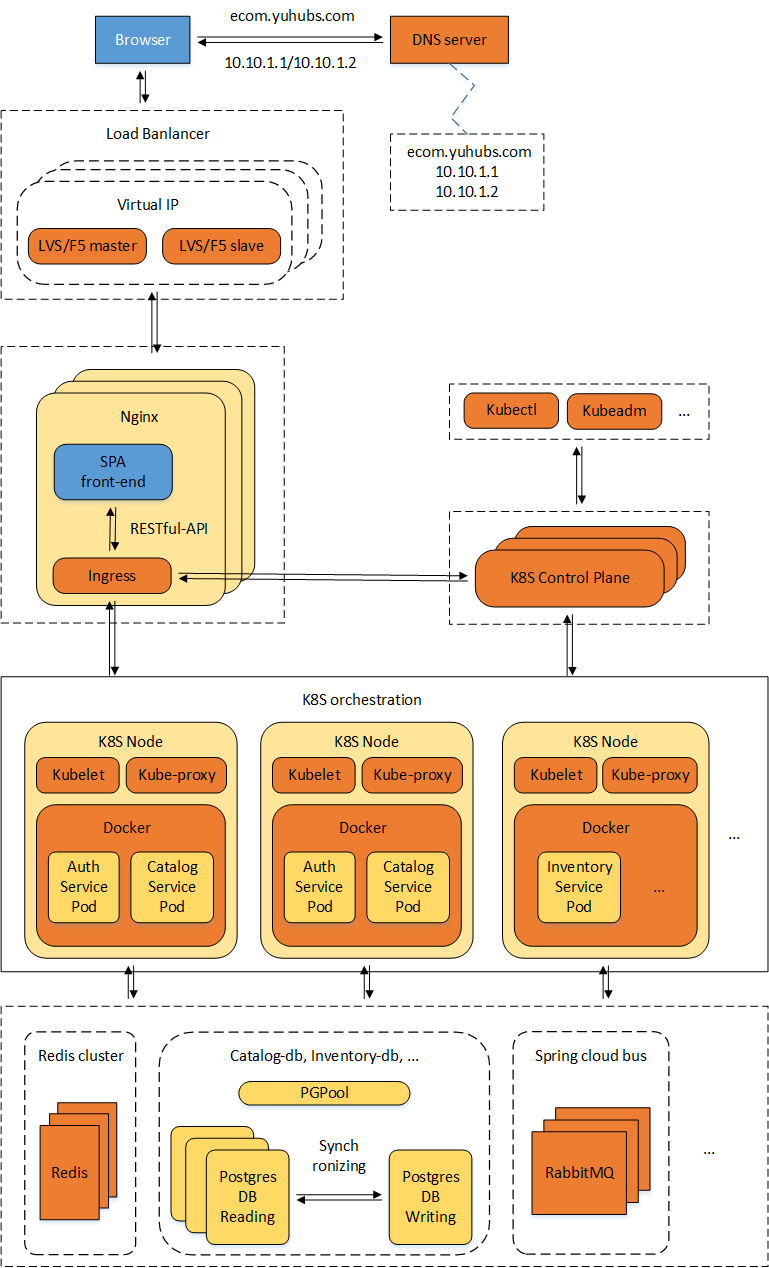 ecom.yuhubs.com
Browser
DNS server
10.10.1.1/10.10.1.2
Load Banlancer
ecom.yuhubs.com
10.10.1.1
10.10.1.2
Virtual IP
LVS/F5 master
LVS/F5 slave
Nginx
SPA
front-end
RESTful-API
Ingress
Kubectl
Kubeadm
...
K8S Control Plane
K8S orchestration
K8S Node
Kubelet
Kube-proxy
Docker
Auth
Service
Pod
Catalog
Service
Pod
K8S Node
Kubelet
Kube-proxy
Docker
Auth
Service
Pod
Catalog
Service
Pod
K8S Node
Kubelet
Kube-proxy
Docker
Inventory
Service
Pod
...
...
Redis cluster
Redis
Catalog-db, Inventory-db, ...
PGPool
Postgres
DB
Reading
Synch
ronizing
Postgres
DB
Writing
Spring cloud bus
RabbitMQ
...